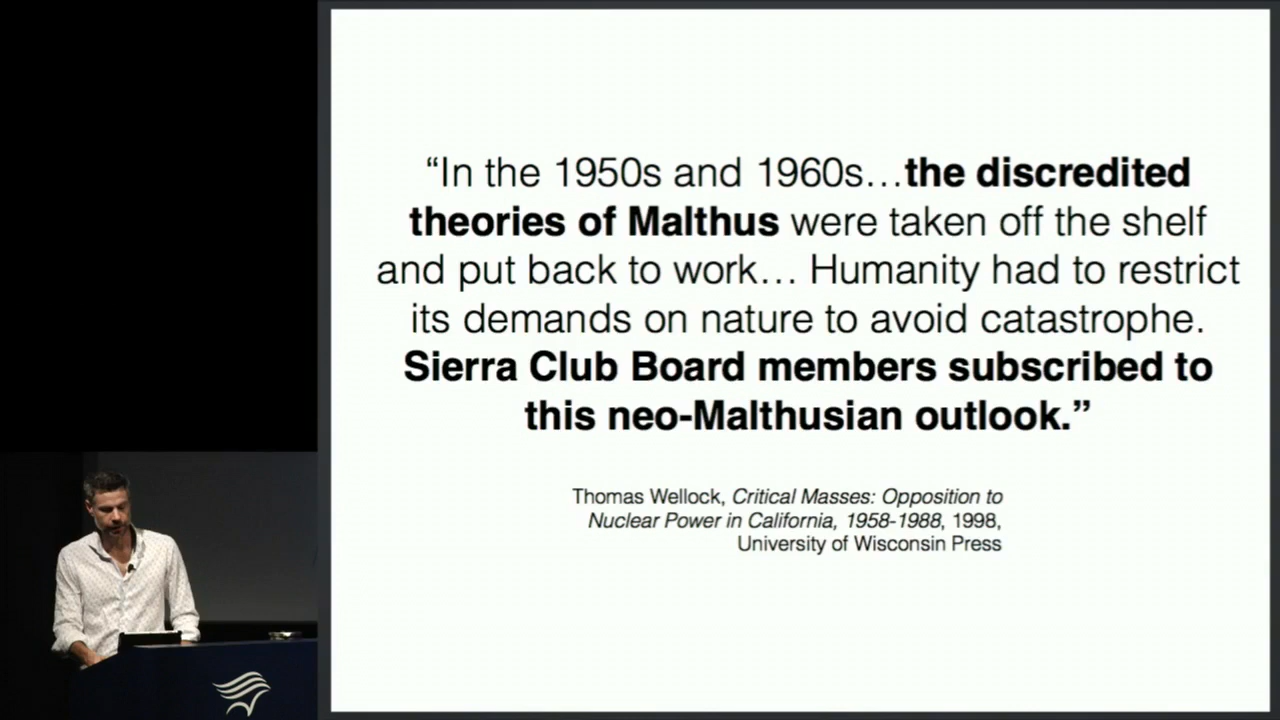 “In the 1950s and 1960s…the discredited
theories of Malthus were taken off the shelf
and put back to work… Humanity had to restrict
its demands on nature to avoid catastrophe.
Sierra Club Board members subscribed to
this neo-Malthusian outlook.”
Thomas Wellock, Critical Masses: Opposition to
Nuclear Power in California, 1958-1988, 1998,
University of Wisconsin Press